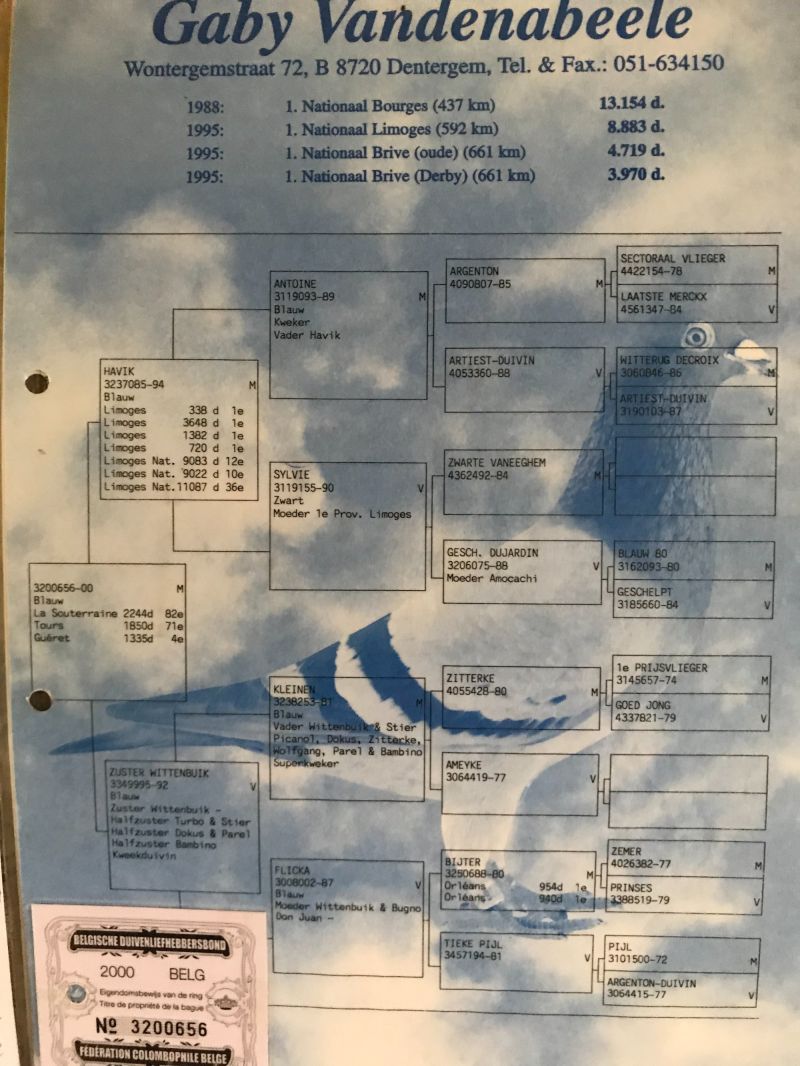 Gaby Vandenabeele
Wontergemstraat 72, B 8720 Dentergem, Tel. & Fax.: 051-634150
1988: 1. Nationaal Bourges (437 km) 13.154 d.
1995: 1. Nationaal Limoges (592 km) 8.883 d.
1995: 1. Nationaal Brive (oude) (661 km) 4.719 d.
1995: 1. Nationaal Brive (Derby) (661 km) 3.970 d.
3200656-00 M
Blauw
La Souterraine 2244d 82e
Tours 1850d 71e
Guéret 1335d 4e
HAVIK
3237085-94 M
Blauw
Limoges 338 d 1e
Limoges 3648 d 1e
Limoges 1382 d 1e
Limoges 720 d 1e
Limoges Nat. 9083 d 12e
Limoges Nat. 9022 d 10e
Limoges Nat.11087 d 36e
ZUSTER WITTENBUIK
3349995-92 V
Blauw
Zuster Wittenbuik -
Halfzuster Turbo & Stier
Halfzuster Dokus & Parel
Halfzuster Bambino
Kweekduivin
ANTOINE
3119093-89 M
Blauw
Kweker
Vader Havik
SYLVIE
3119155-90 V
Zwart
Moeder 1e Prov. Limoges
KLEINEN
3238253-81 M
Blauw
Vader Wittenbuik & Stier
Picanol, Dokus, Zitterke,
Wolfgang, Parel & Bambino
Superkweker
FLICKA
3008002-87 V
Blauw
Moeder Wittenbuik & Bugno
Don Juan -
ARGENTON
4090807-85 M
ARTIEST-DUIVIN
4053360-88 V
ZWARTE VANEEGHEM
4362492-84 M
GESCH. DUJARDIN
3206075-88 V
Moeder Amocachi
ZITTERKE
4055428-80 M
AMEYKE
3064419-77 V
BIJTER
3250688-80 M
Orléans 954d 1e
Orléans 940d 1e
TIEKE PIJL
3457194-81 V
SECTORAAL VLIEGER
4422154-78 M
LAATSTE MERCKX
4561347-84 V
WITTERUG DECROIX
3060846-86 M
ARTIEST-DUIVIN
3190103-87 V
BLAUW 80
3162093-80 M
GESCHELPT
3185660-84 V
1e PRIJSVLIEGER
3145657-74 M
GOED JONG
4337821-79 V
ZEMER
4026382-77 M
PRINSES
3388519-79 V
PIJL
3101500-72 M
ARGENTON-DUIVIN
3064415-77 V
BELGISCHE DUIVENLIEFHEBBERSBOND
2000 BELG
Eigendomsbewijs van de ring
Titre de propriété de la bague
Nº 3200656
FÉDÉRATION COLOMBOPHILE BELGE